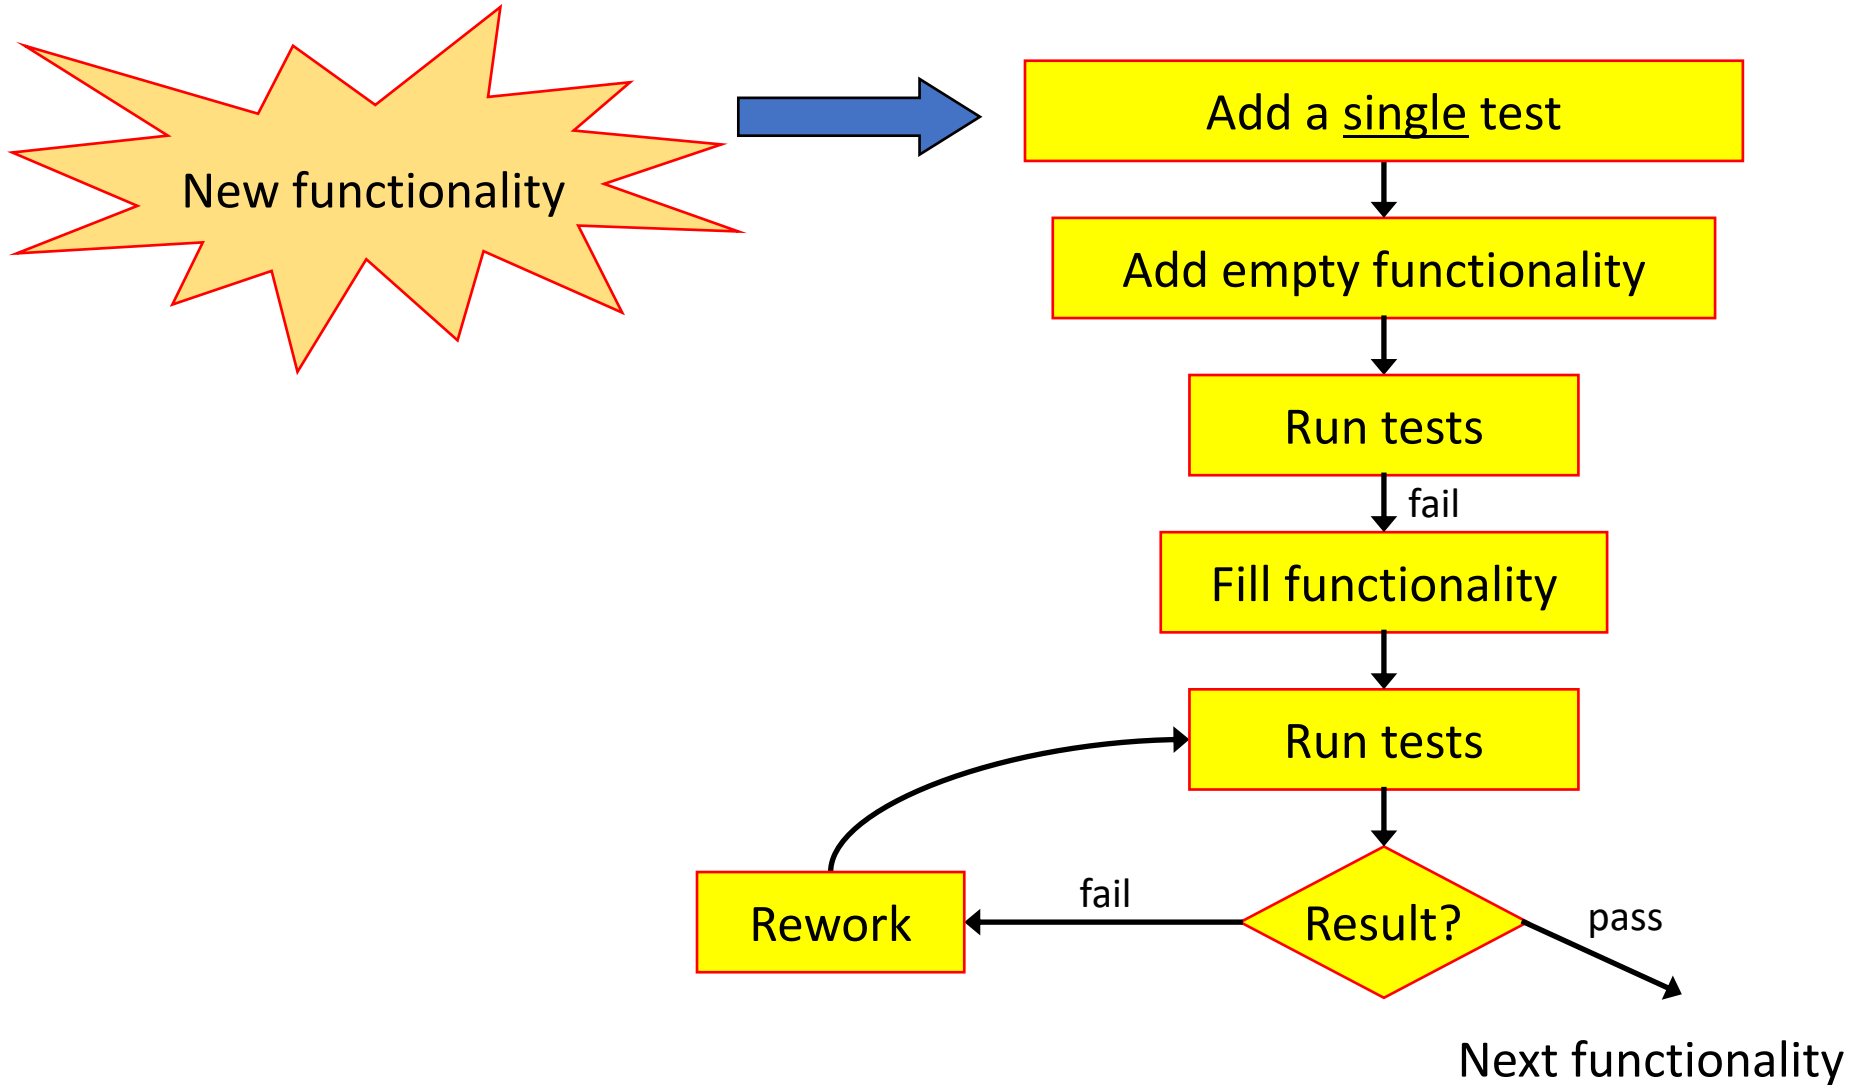 New functionality
Add a single test
Add empty functionality
Run tests
fail
Fill functionality
Run tests
Rework
fail
Result?
pass
Next functionality